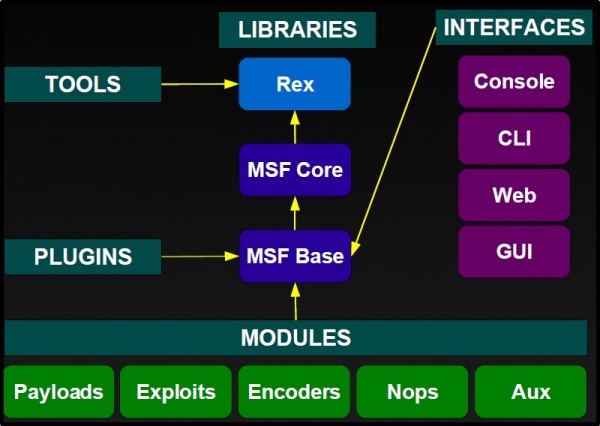 LIBRARIES
INTERFACES
TOOLS
Rex
Console
CLI
MSF Core
Web
PLUGINS
MSF Base
GUI
MODULES
Payloads
Exploits
Encoders
Nops
Aux